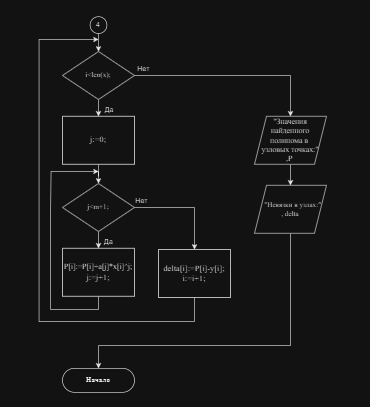 4
i<len(x);
Нет
Да
j:=0;
"Значения
найденного
полинома в
узловых точках:"
,P
j<m+1;
Нет
"Невязки в узлах:"
, delta
Да
P[i]:=P[i]+a[j]*x[i]^j;
j:=j+1;
delta[i]:=P[i]-y[i];
i:=i+1;
Начало